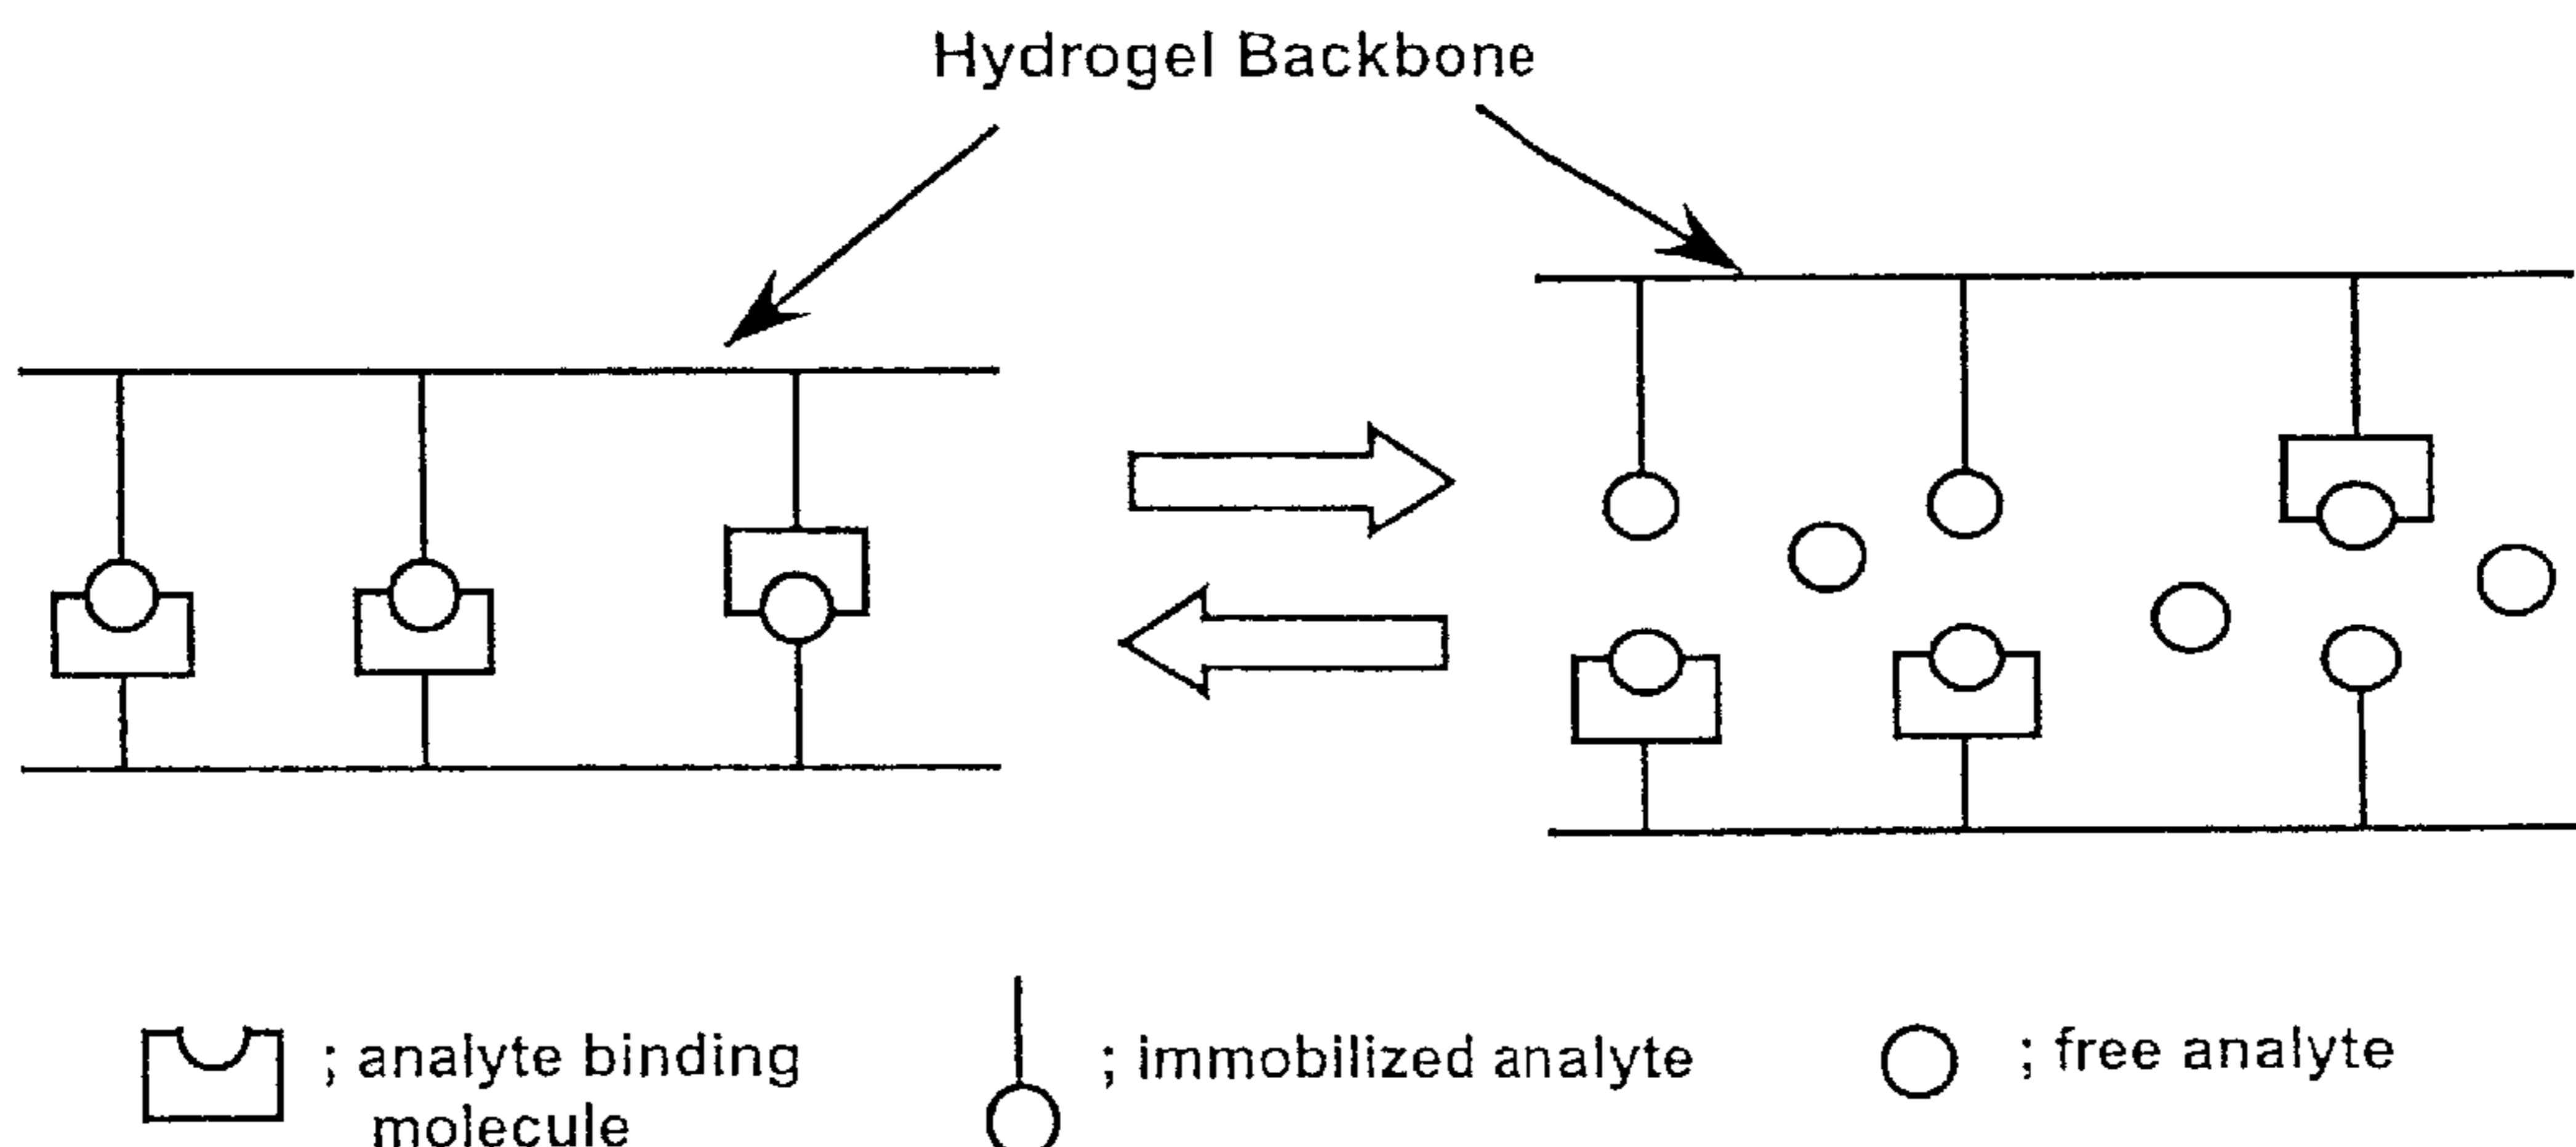 Hydrogel Backbone
; analyte binding
molecule
; immobilized analyte
; free analyte